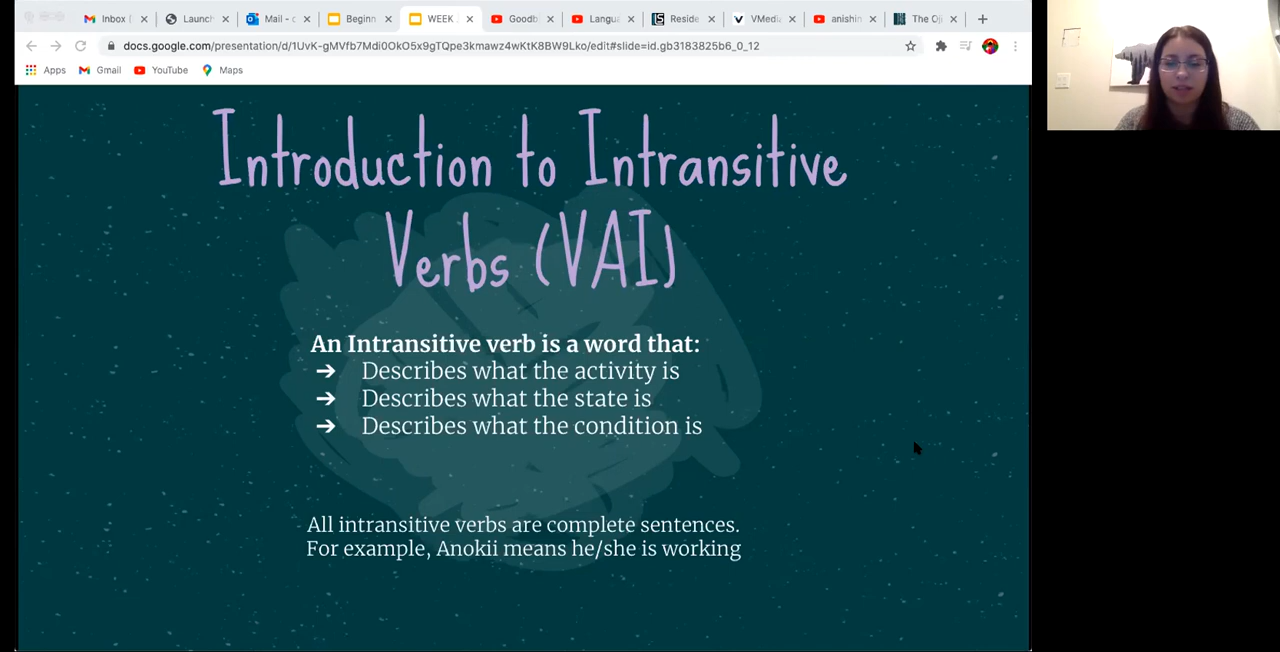 Inbox ( Launch Mail - c Beginn WEEK Goodb Langu Reside VMedia anishin The Oji
docs.google.com/presentation/d/1UvK-gMVfb7Mdi0OkO5x9gTQpe3kmawz4wKtK8BW9Lko/edit#slide=id.gb3183825b6_0_12
Apps Gmail YouTube Maps
Introduction to Intransitive
Verbs (VAI)
An Intransitive verb is a word that:
➔ Describes what the activity is
➔ Describes what the state is
➔ Describes what the condition is
All intransitive verbs are complete sentences.
For example, Anokii means he/she is working